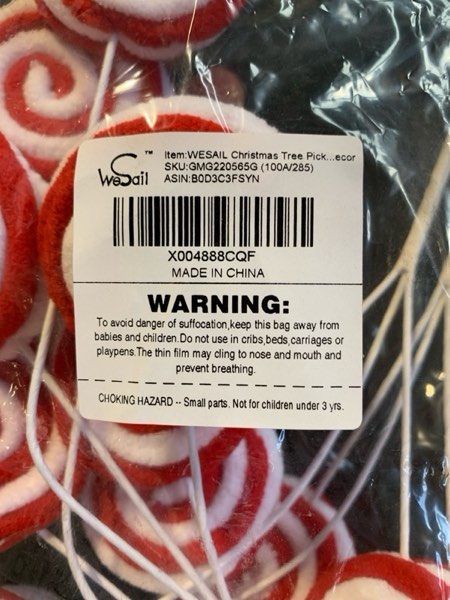 WeSail™
Item:WESAIL Christmas Tree Pick...ecor
SKU:GMG220565G (100A/285)
ASIN:B0D3C3FSYN
X004888CQF
MADE IN CHINA
WARNING:
To avoid danger of suffocation,keep this bag away from
babies and children.Do not use in cribs,beds,carriages or
playpens.The thin film may cling to nose and mouth and
prevent breathing.
CHOKING HAZARD -- Small parts. Not for children under 3 yrs.